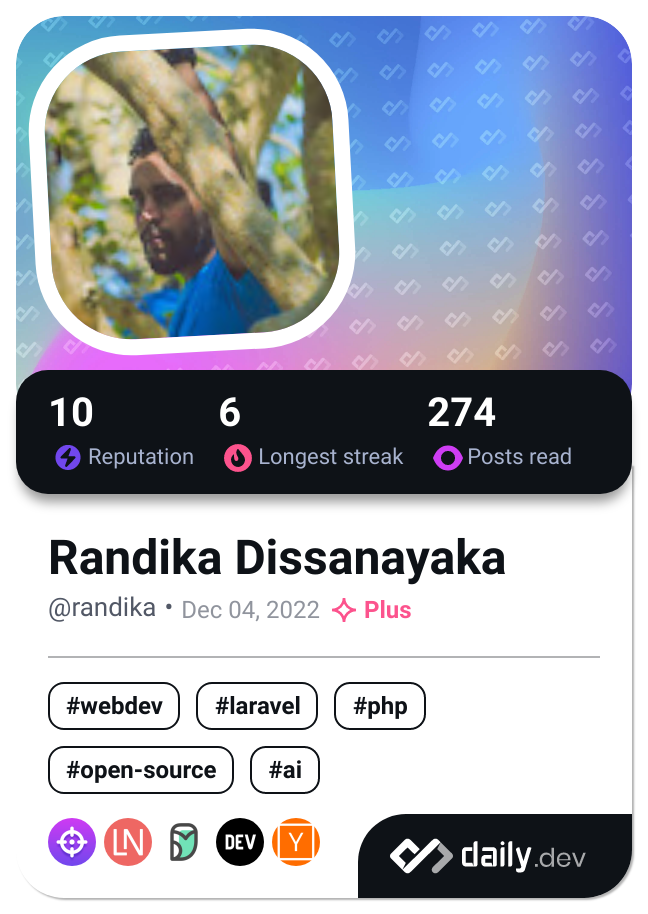 10 6 274
Reputation Longest streak Posts read
Randika Dissanayaka
@randika • Dec 04, 2022 Plus
#webdev #laravel #php
#open-source #ai
LN DEV Y
daily.dev